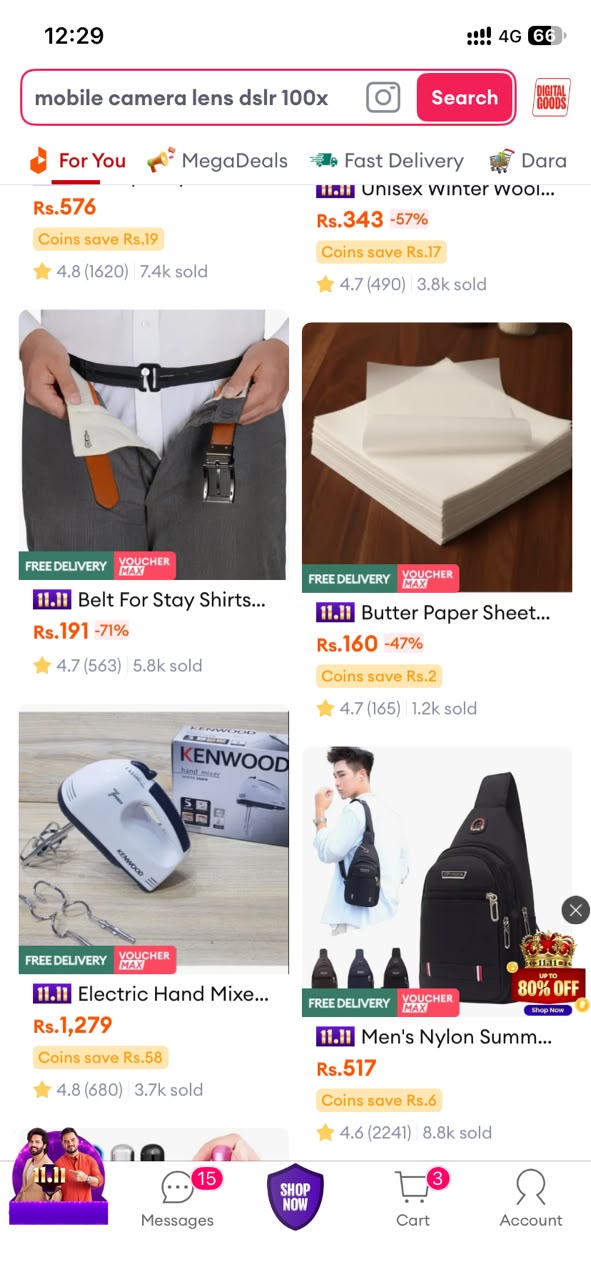 12:29
4G 66
mobile camera lens dslr 100x
Search
DIGITAL
GOODS
For You
MegaDeals
Fast Delivery
Dara
Rs.576
Coins save Rs.19
4.8 (1620) 7.4k sold
11.11 Unisex Winter Wool...
Rs.343 -57%
Coins save Rs.17
4.7 (490) 3.8k sold
FREE DELIVERY
VOUCHER
MAX
11.11 Belt For Stay Shirts...
Rs.191 -71%
4.7 (563) 5.8k sold
FREE DELIVERY
VOUCHER
MAX
11.11 Butter Paper Sheet...
Rs.160 -47%
Coins save Rs.2
4.7 (165) 1.2k sold
KENWOOD
KENWOOD
hand mixer
5
KENWOOD
FREE DELIVERY
VOUCHER
MAX
11.11 Electric Hand Mixe...
Rs.1,279
Coins save Rs.58
4.8 (680) 3.7k sold
FREE DELIVERY
VOUCHER
MAX
11.11
UP TO
80% OFF
Shop Now
11.11 Men's Nylon Summ...
Rs.517
Coins save Rs.6
4.6 (2241) 8.8k sold
11.11
15
Messages
SHOP
NOW
3
Cart
Account